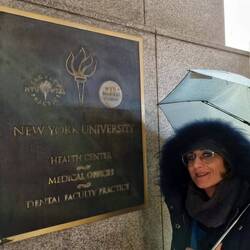 NEW YORK UNIVERSITY
HEALTH CENTER
MEDICAL OFFICES
DENTAL FACULTY PRACTICE